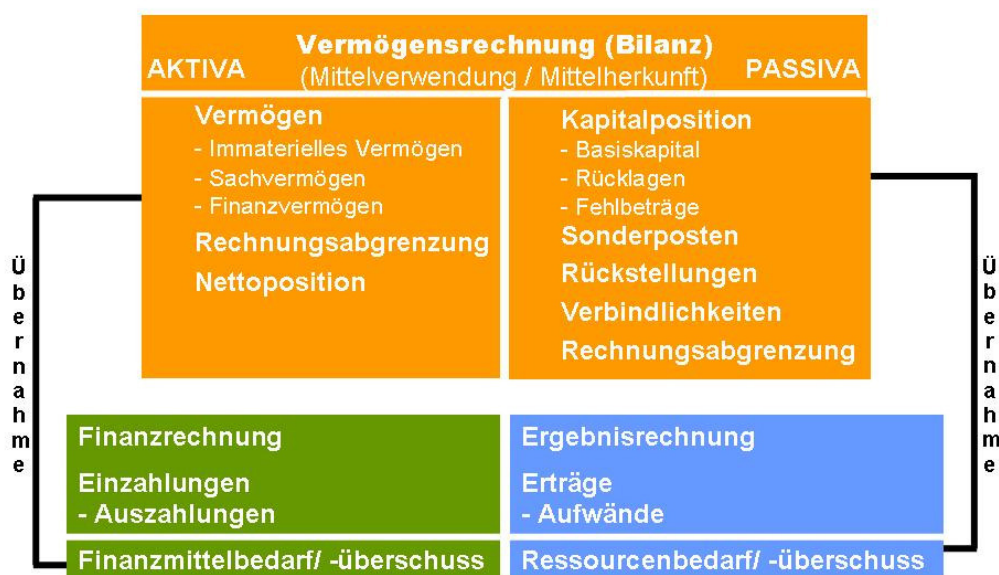 Vermögensrechnung (Bilanz)
AKTIVA
(Mittelverwendung / Mittelherkunft)
PASSIVA
Vermögen
- Immaterielles Vermögen
- Sachvermögen
- Finanzvermögen
Rechnungsabgrenzung
Nettoposition
Kapitalposition
- Basiskapital
- Rücklagen
- Fehlbeträge
Sonderposten
Rückstellungen
Verbindlichkeiten
Rechnungsabgrenzung
Übernahme
Übernahme
Finanzrechnung
Einzahlungen
- Auszahlungen
Finanzmittelbedarf/ -überschuss
Ergebnisrechnung
Erträge
- Aufwände
Ressourcenbedarf/ -überschuss